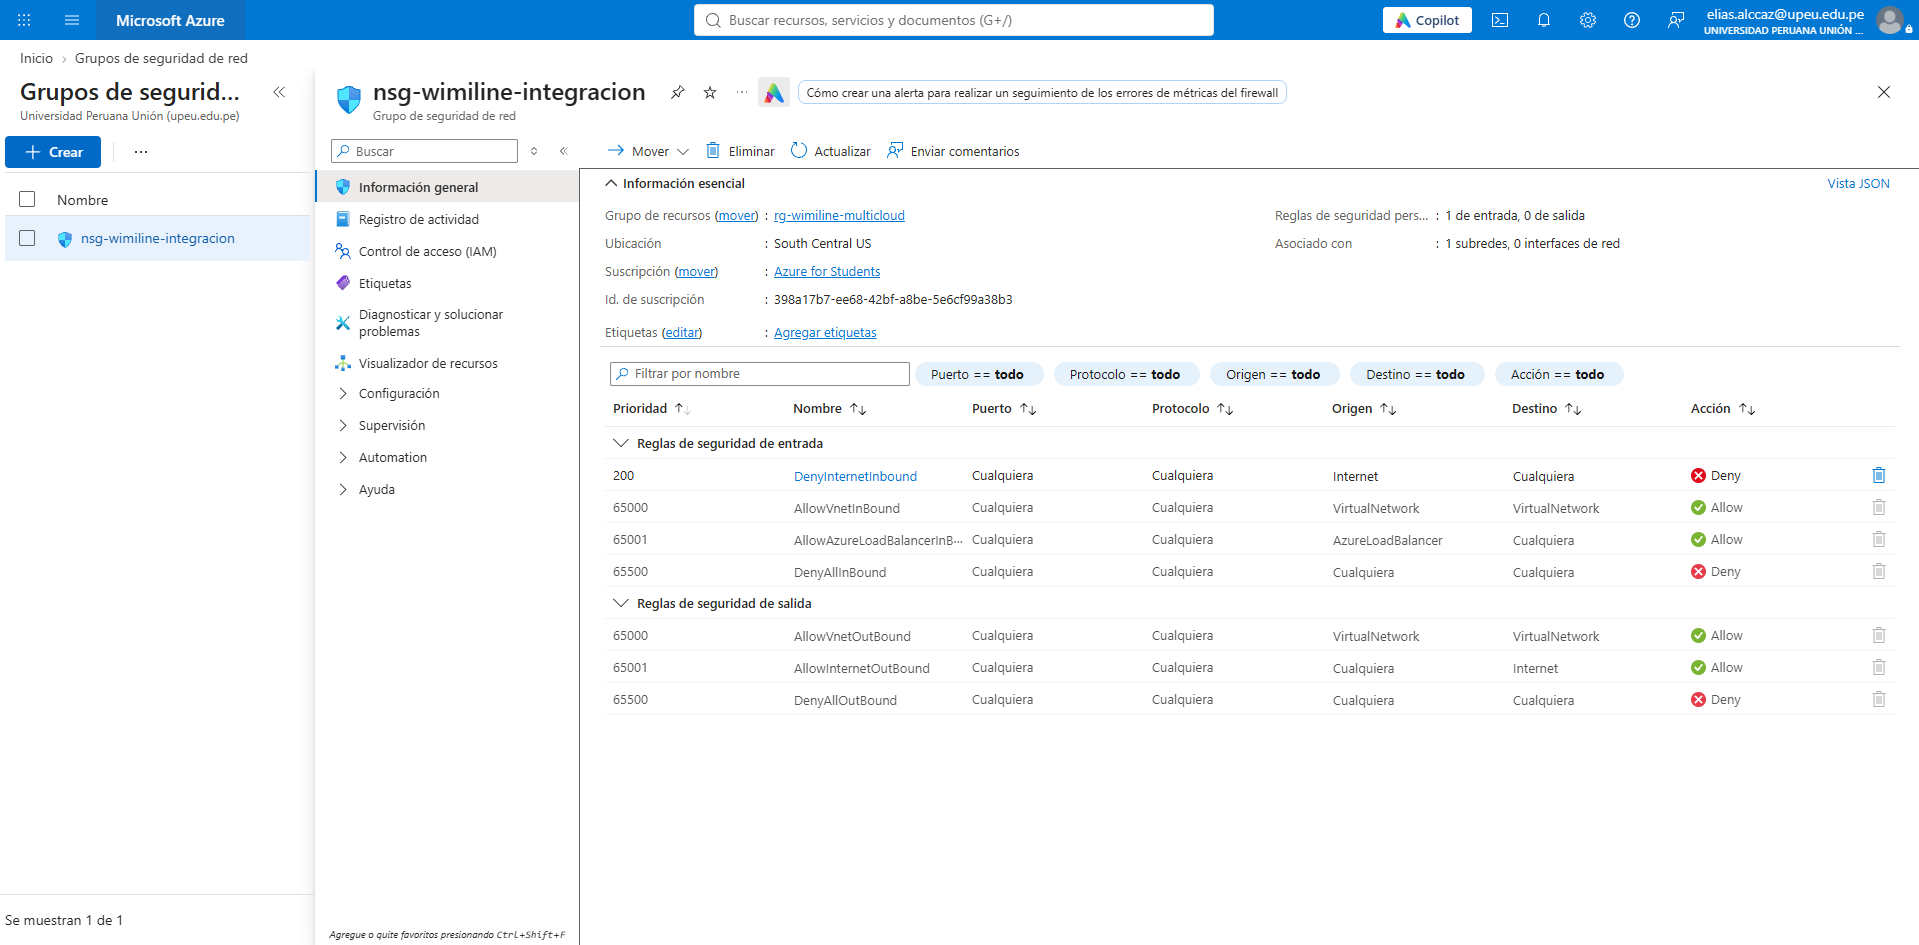 Microsoft Azure
Buscar recursos, servicios y documentos (G+/)
Copilot
elias.alccaz@upeu.edu.pe
UNIVERSIDAD PERUANA UNIÓN ...
Inicio > Grupos de seguridad de red
Grupos de segurid...
Universidad Peruana Unión (upeu.edu.pe)
Crear
...
Nombre
nsg-wimiline-integracion
Se muestran 1 de 1
nsg-wimiline-integracion
Grupo de seguridad de red
Cómo crear una alerta para realizar un seguimiento de los errores de métricas del firewall
Buscar
Información general
Registro de actividad
Control de acceso (IAM)
Etiquetas
Diagnosticar y solucionar
problemas
Visualizador de recursos
Configuración
Supervisión
Automation
Ayuda
Agregue o quite favoritos presionando Ctrl+Shift+F
Mover Eliminar Actualizar Enviar comentarios
Información esencial
Vista JSON
Grupo de recursos (mover) : rg-wimiline-multicloud
Ubicación : South Central US
Suscripción (mover) : Azure for Students
Id. de suscripción : 398a17b7-ee68-42bf-a8be-5e6cf99a38b3
Etiquetas (editar) : Agregar etiquetas
Reglas de seguridad pers... : 1 de entrada, 0 de salida
Asociado con : 1 subredes, 0 interfaces de red
Filtrar por nombre Puerto == todo Protocolo == todo Origen == todo Destino == todo Acción == todo
Prioridad Nombre Puerto Protocolo Origen Destino Acción
Reglas de seguridad de entrada
200 DenyInternetInbound Cualquiera Cualquiera Internet Cualquiera Deny
65000 AllowVnetInBound Cualquiera Cualquiera VirtualNetwork VirtualNetwork Allow
65001 AllowAzureLoadBalancerInB... Cualquiera Cualquiera AzureLoadBalancer Cualquiera Allow
65500 DenyAllInBound Cualquiera Cualquiera Cualquiera Cualquiera Deny
Reglas de seguridad de salida
65000 AllowVnetOutBound Cualquiera Cualquiera VirtualNetwork VirtualNetwork Allow
65001 AllowInternetOutBound Cualquiera Cualquiera Cualquiera Internet Allow
65500 DenyAllOutBound Cualquiera Cualquiera Cualquiera Cualquiera Deny